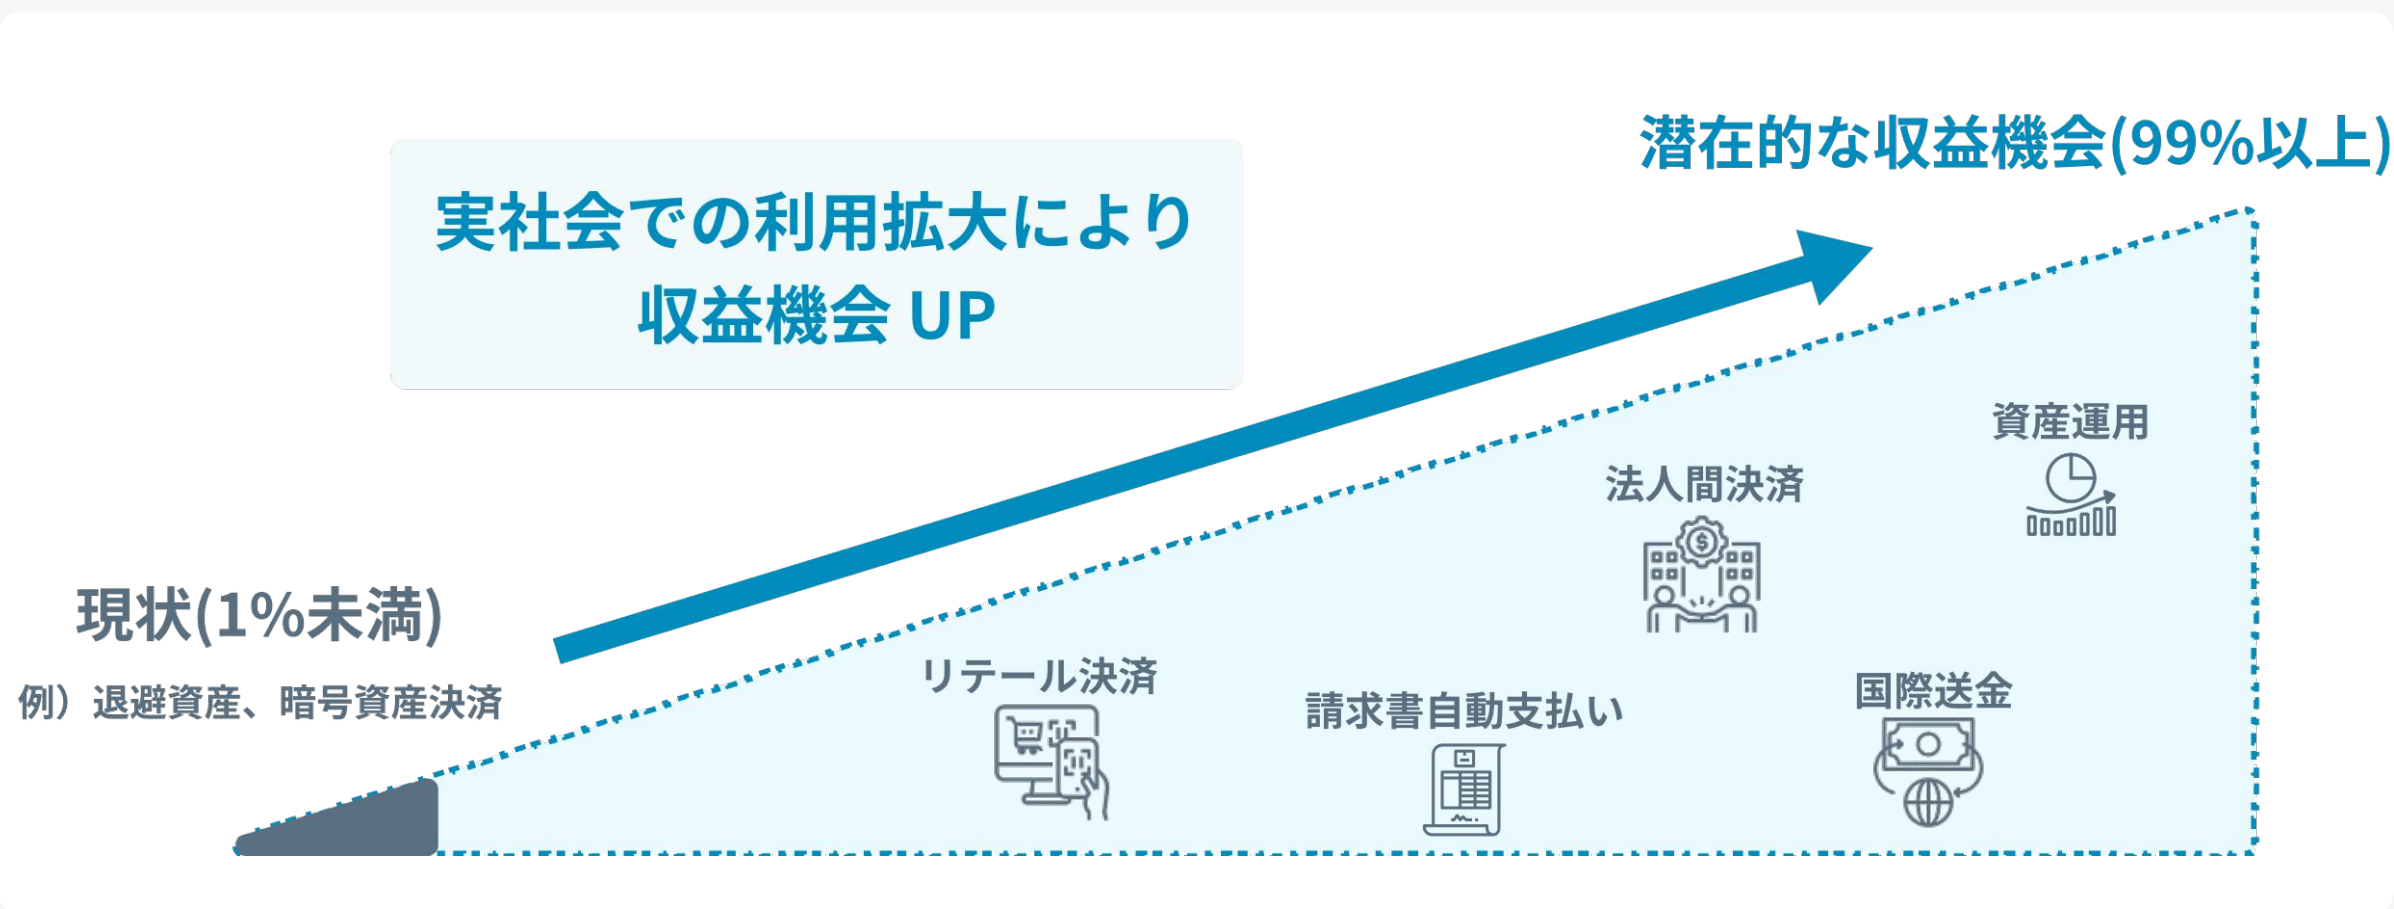 潜在的な収益機会(99%以上)
実社会での利用拡大により
収益機会 UP
資産運用
法人間決済
現状(1%未満)
例）退避資産、暗号資産決済
リテール決済
請求書自動支払い
国際送金